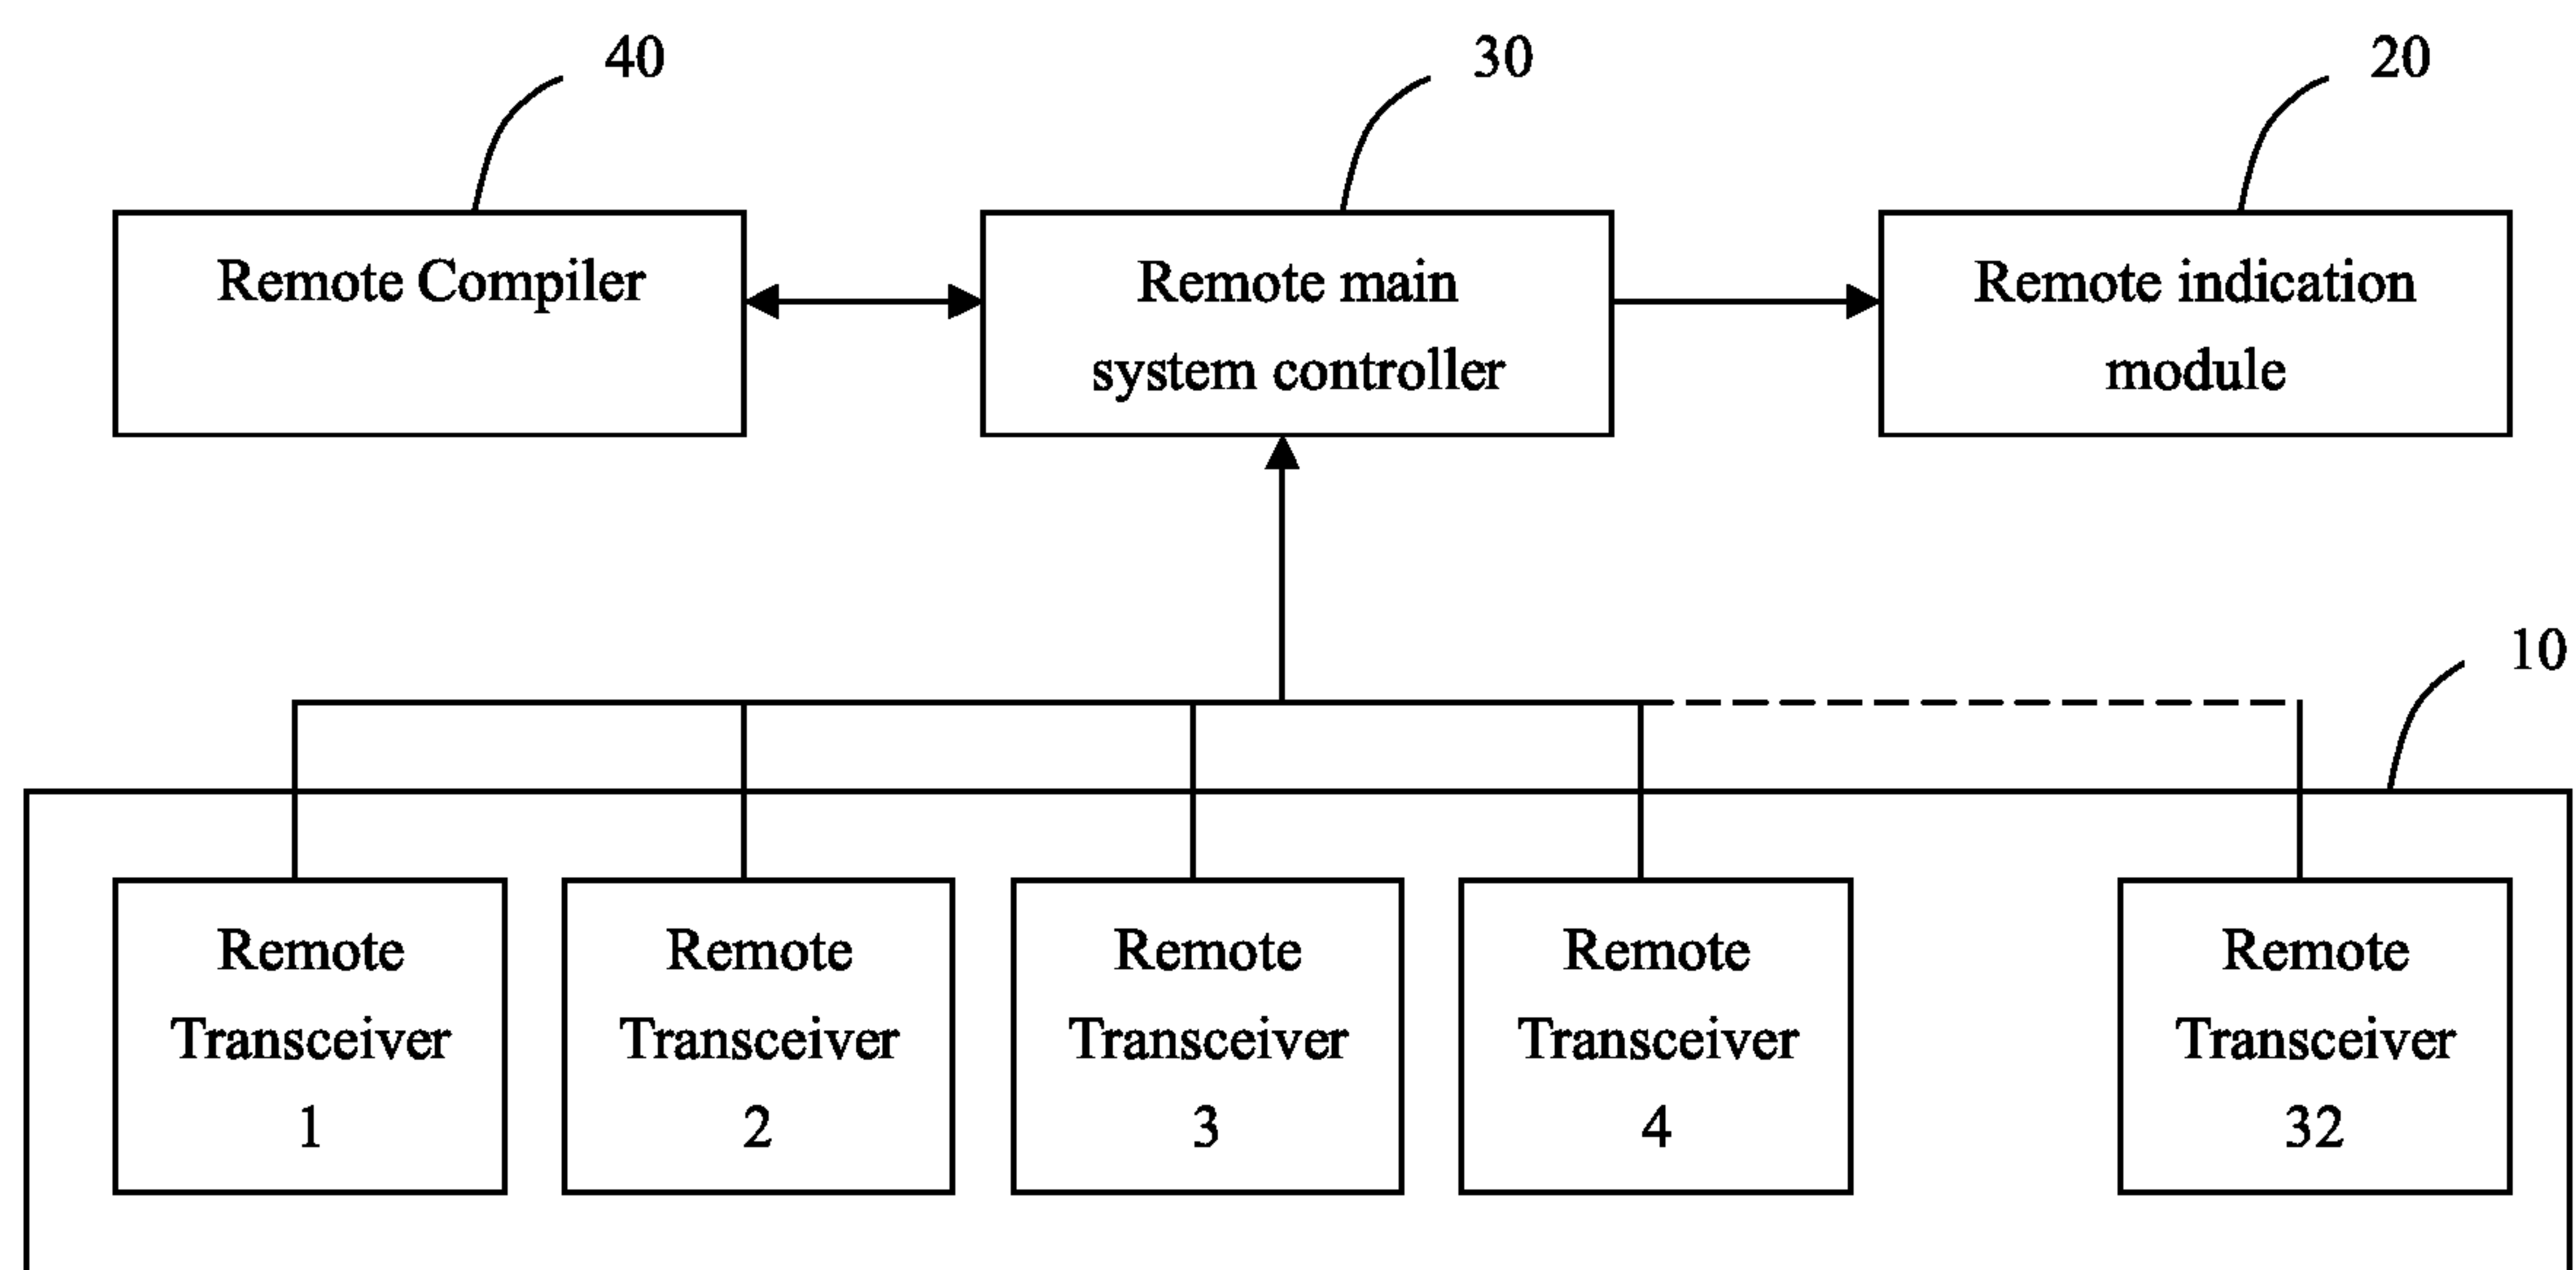 40
30
20
Remote Compiler
Remote main
system controller
Remote indication
module
10
Remote
Transceiver
1
Remote
Transceiver
2
Remote
Transceiver
3
Remote
Transceiver
4
Remote
Transceiver
32